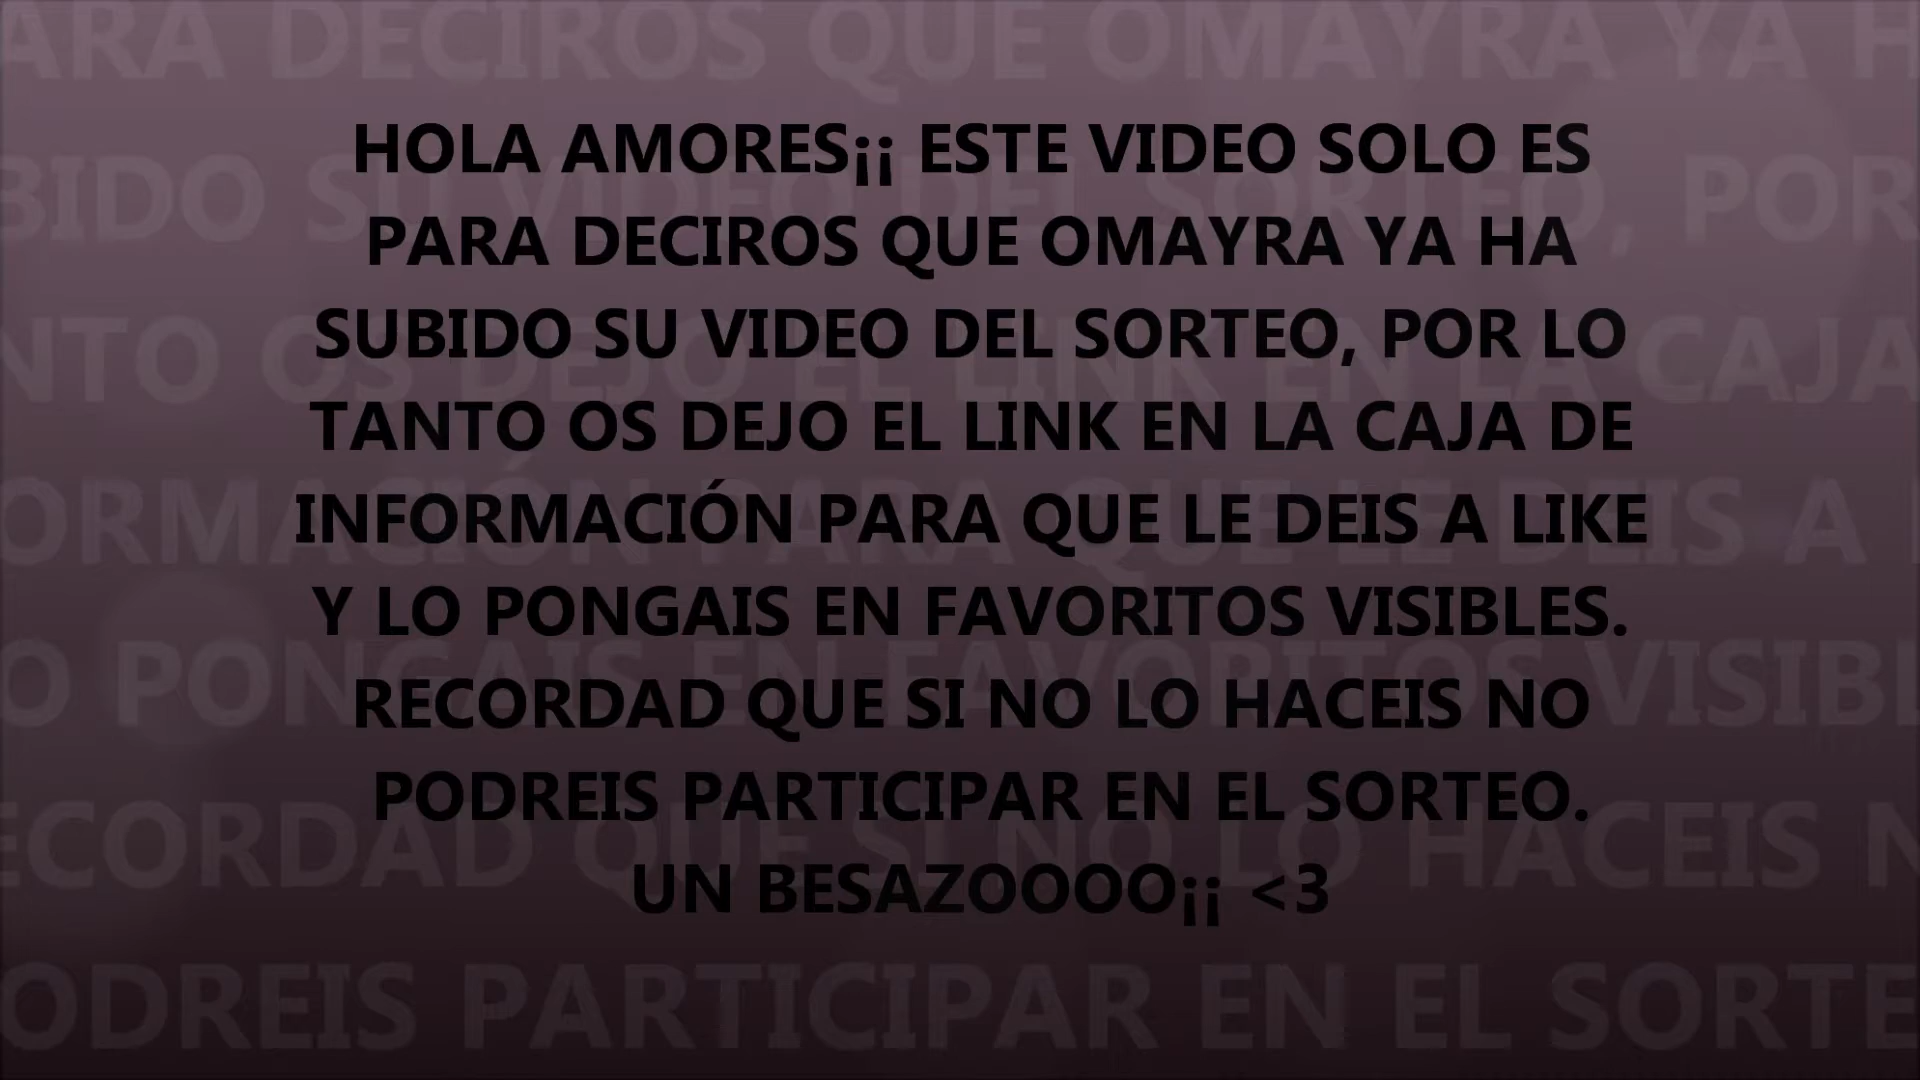 HOLA AMORES¡¡ ESTE VIDEO SOLO ES
PARA DECIROS QUE OMAYRA YA HA
SUBIDO SU VIDEO DEL SORTEO, POR LO
TANTO OS DEJO EL LINK EN LA CAJA DE
INFORMACIÓN PARA QUE LE DEIS A LIKE
Y LO PONGAIS EN FAVORITOS VISIBLES.
RECORDAD QUE SI NO LO HACEIS NO
PODREIS PARTICIPAR EN EL SORTEO.
UN BESAZOOOO¡¡ <3